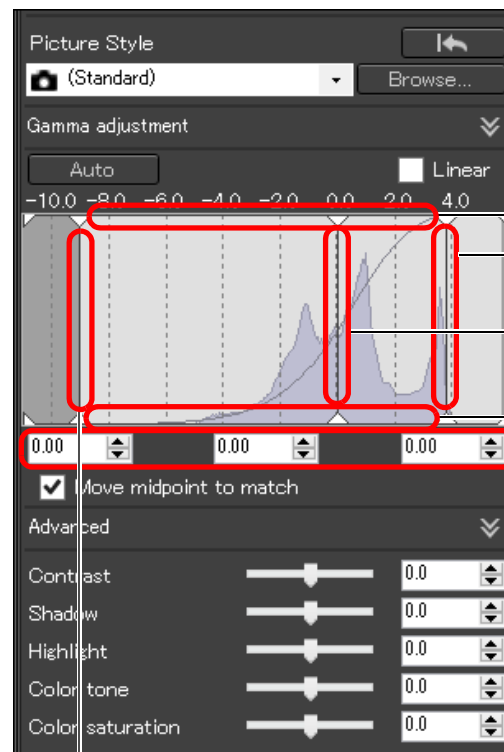 Picture Style
(Standard)
Browse...
Gamma adjustment
Auto
Linear
-10.0 -8.0 -6.0 -4.0 -2.0 0.0 2.0 4.0
0.00 0.00 0.00
Move midpoint to match
Advanced
Contrast 0.0
Shadow 0.0
Highlight 0.0
Color tone 0.0
Color saturation 0.0